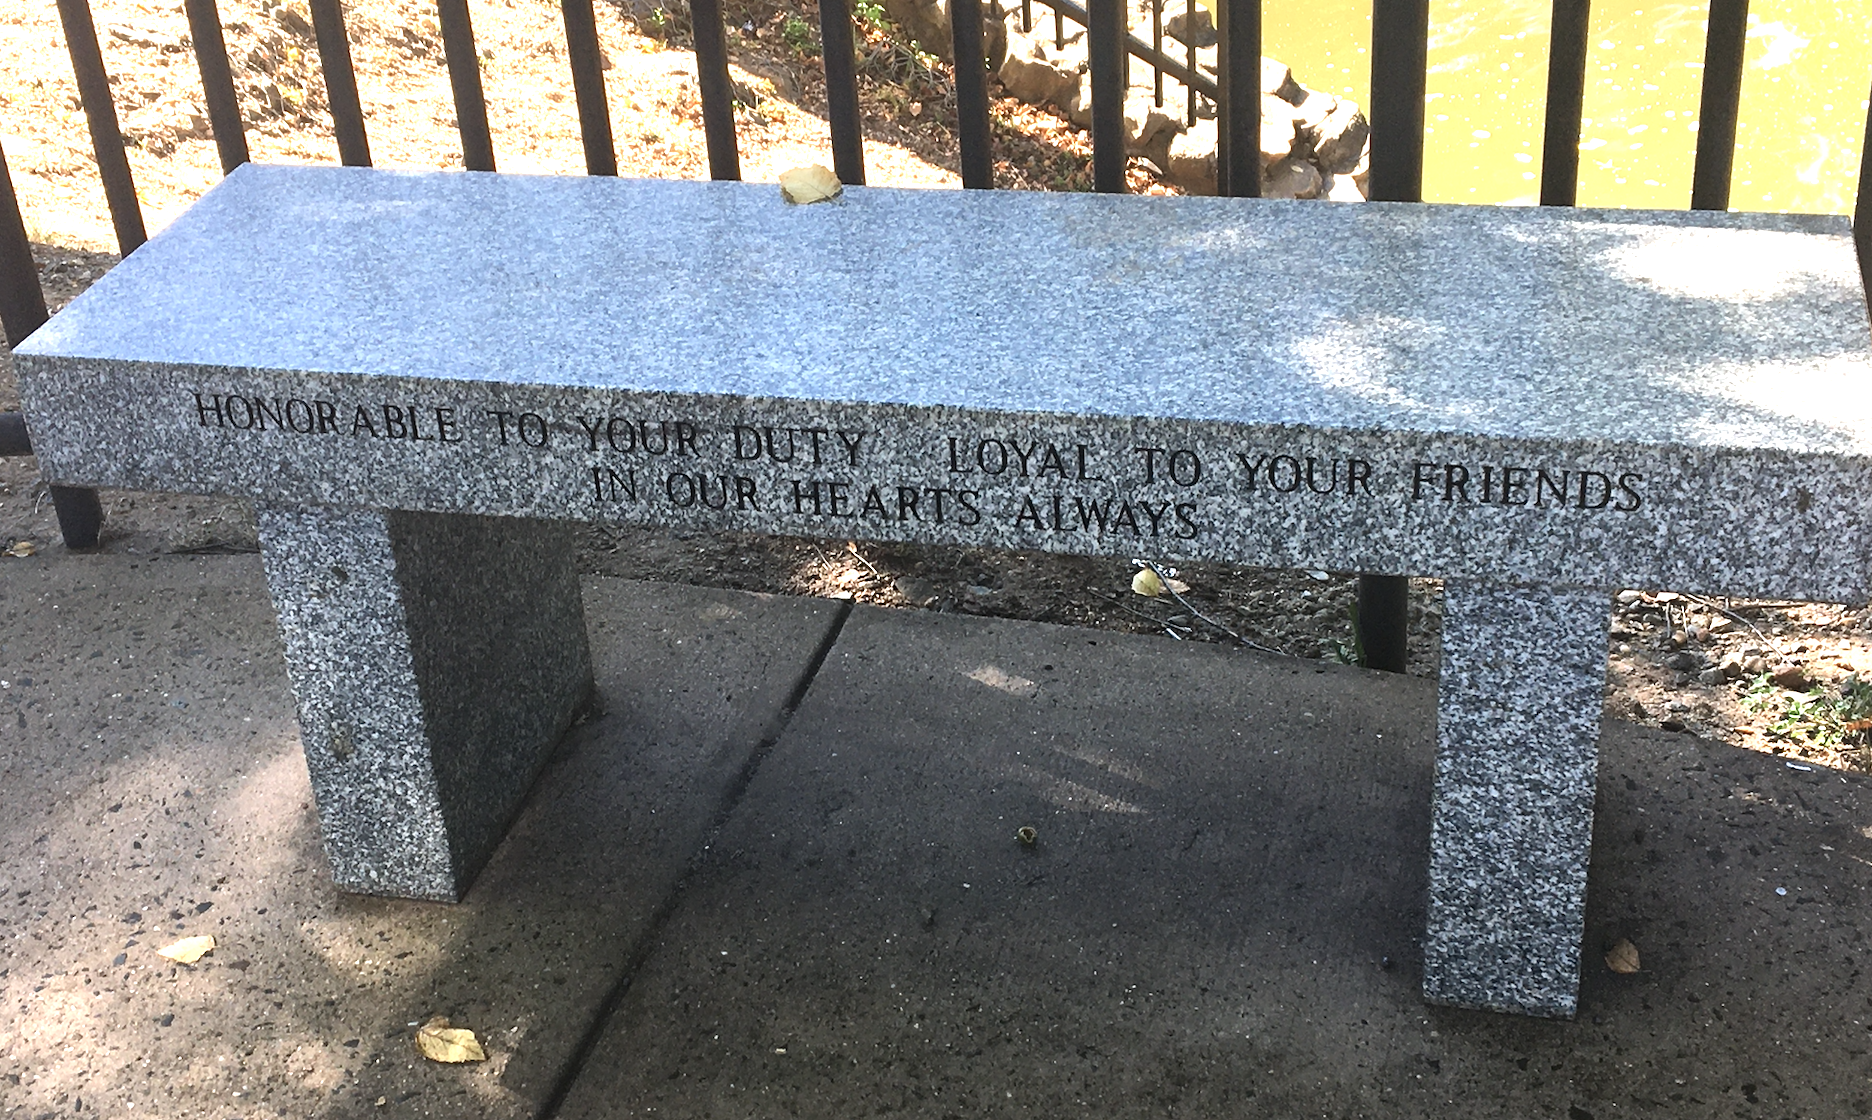 HONORABLE TO YOUR DUTY LOYAL TO YOUR FRIENDS
IN OUR HEARTS ALWAYS